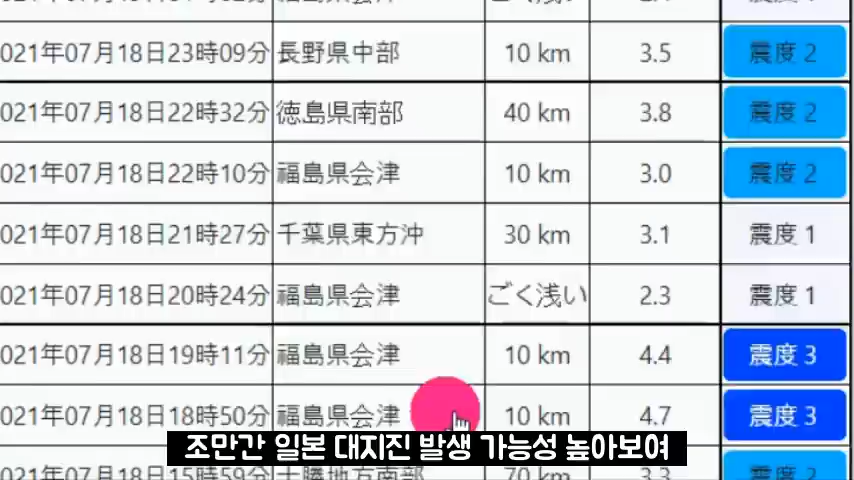 021年07月18日23時09分 長野県中部 10 km 3.5 震度 2
021年07月18日22時32分 徳島県南部 40 km 3.8 震度 2
021年07月18日22時10分 福島県会津 10 km 3.0 震度 2
021年07月18日21時27分 千葉県東方沖 30 km 3.1 震度 1
021年07月18日20時24分 福島県会津 ごく浅い 2.3 震度 1
021年07月18日19時11分 福島県会津 10 km 4.4 震度 3
021年07月18日18時50分 福島県会津 10 km 4.7 震度 3
조만간 일본 대지진 발생 가능성 높아보여
021年07月18日15時59分 十勝地方南部 70 km 3.3 震度 2